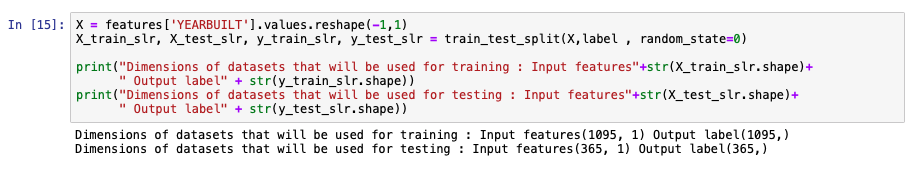 In [15]: X = features['YEARBUILT'].values.reshape(-1,1)
X_train_slr, X_test_slr, y_train_slr, y_test_slr = train_test_split(X,label , random_state=0)
print("Dimensions of datasets that will be used for training : Input features"+str(X_train_slr.shape)+
" Output label" + str(y_train_slr.shape))
print("Dimensions of datasets that will be used for testing : Input features"+str(X_test_slr.shape)+
" Output label" + str(y_test_slr.shape))
Dimensions of datasets that will be used for training : Input features(1095, 1) Output label(1095,)
Dimensions of datasets that will be used for testing : Input features(365, 1) Output label(365,)